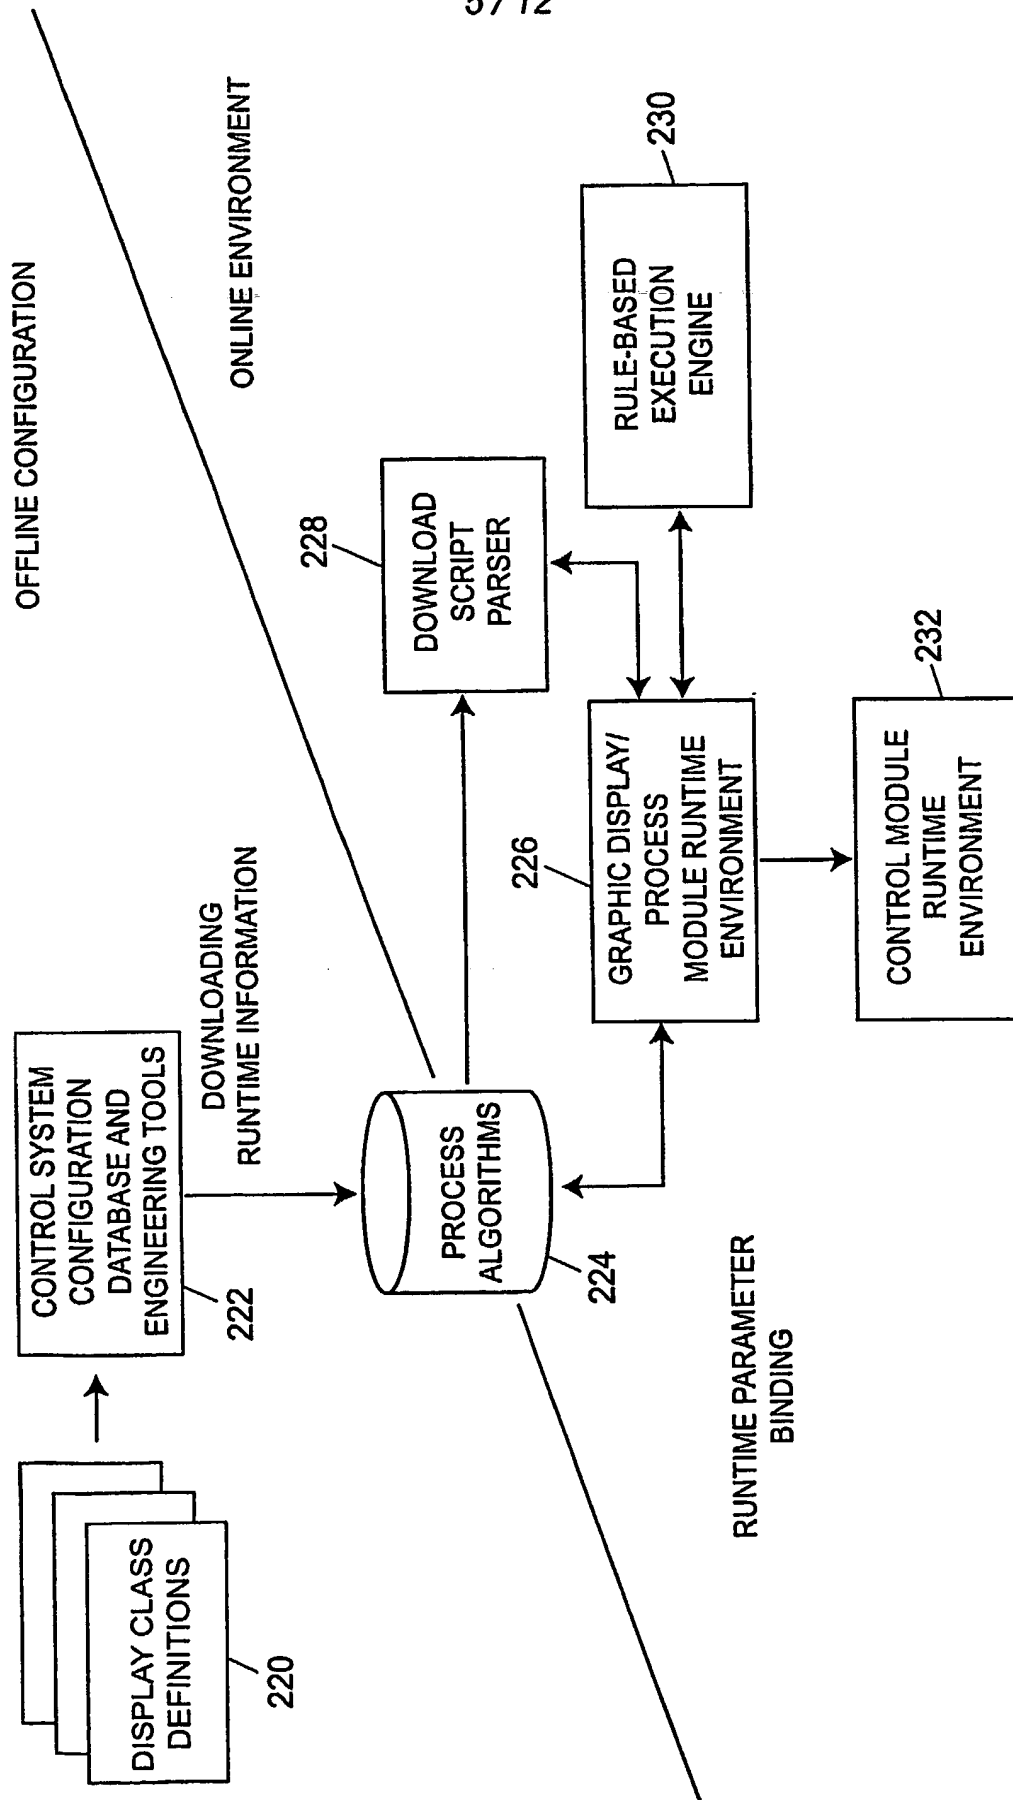 5 / 12
OFFLINE CONFIGURATION
ONLINE ENVIRONMENT
DISPLAY CLASS
DEFINITIONS
220
CONTROL SYSTEM
CONFIGURATION
DATABASE AND
ENGINEERING TOOLS
222
DOWNLOADING
RUNTIME INFORMATION
PROCESS
ALGORITHMS
224
DOWNLOAD
SCRIPT
PARSER
228
RULE-BASED
EXECUTION
ENGINE
230
GRAPHIC DISPLAY/
PROCESS
MODULE RUNTIME
ENVIRONMENT
226
RUNTIME PARAMETER
BINDING
CONTROL MODULE
RUNTIME
ENVIRONMENT
232